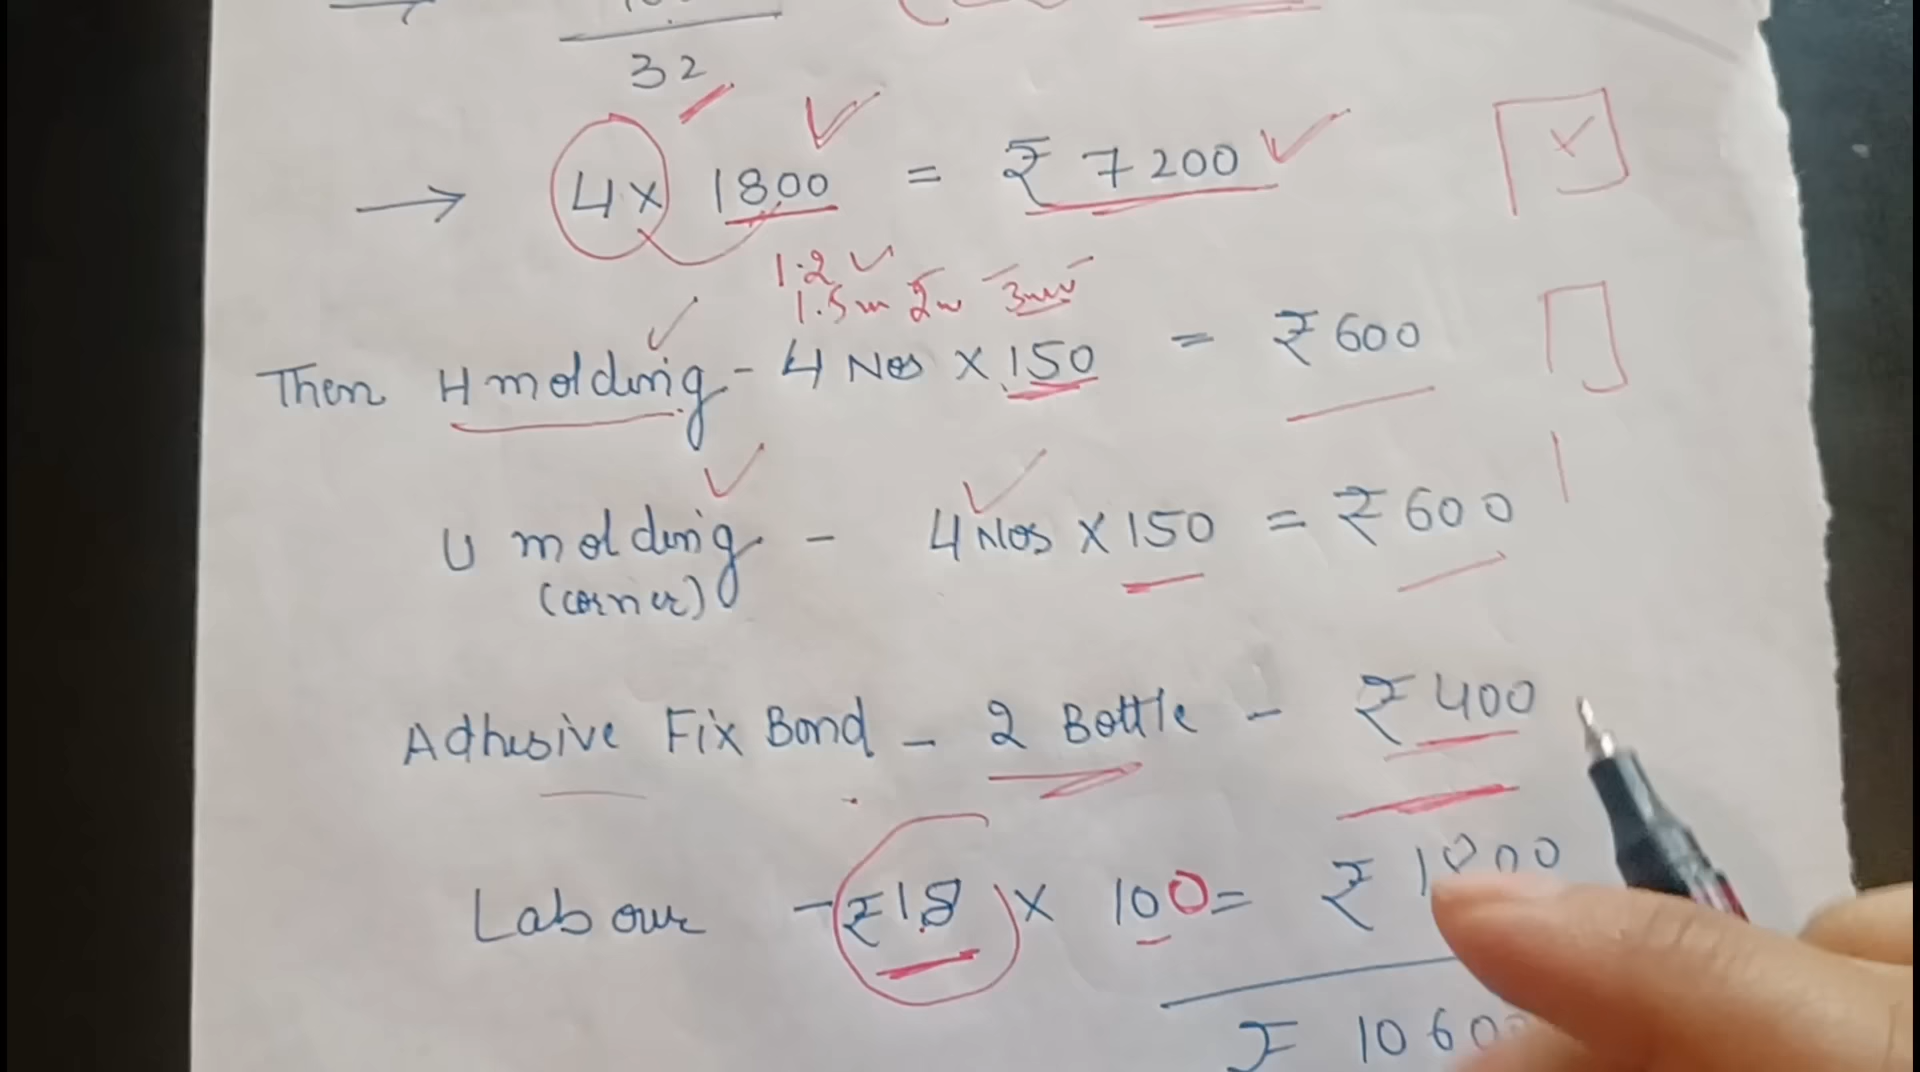 32
→ 4 x 1800 = ₹ 7200
1.2
1.5m 2m 3m
Then H molding - 4 Nos x 150 = ₹ 600
U molding - 4 Nos x 150 = ₹ 600
(corner)
Adhesive Fix Bond - 2 Bottle - ₹ 400
Labour - ₹ 18 x 100 = ₹ 1800
₹ 1060